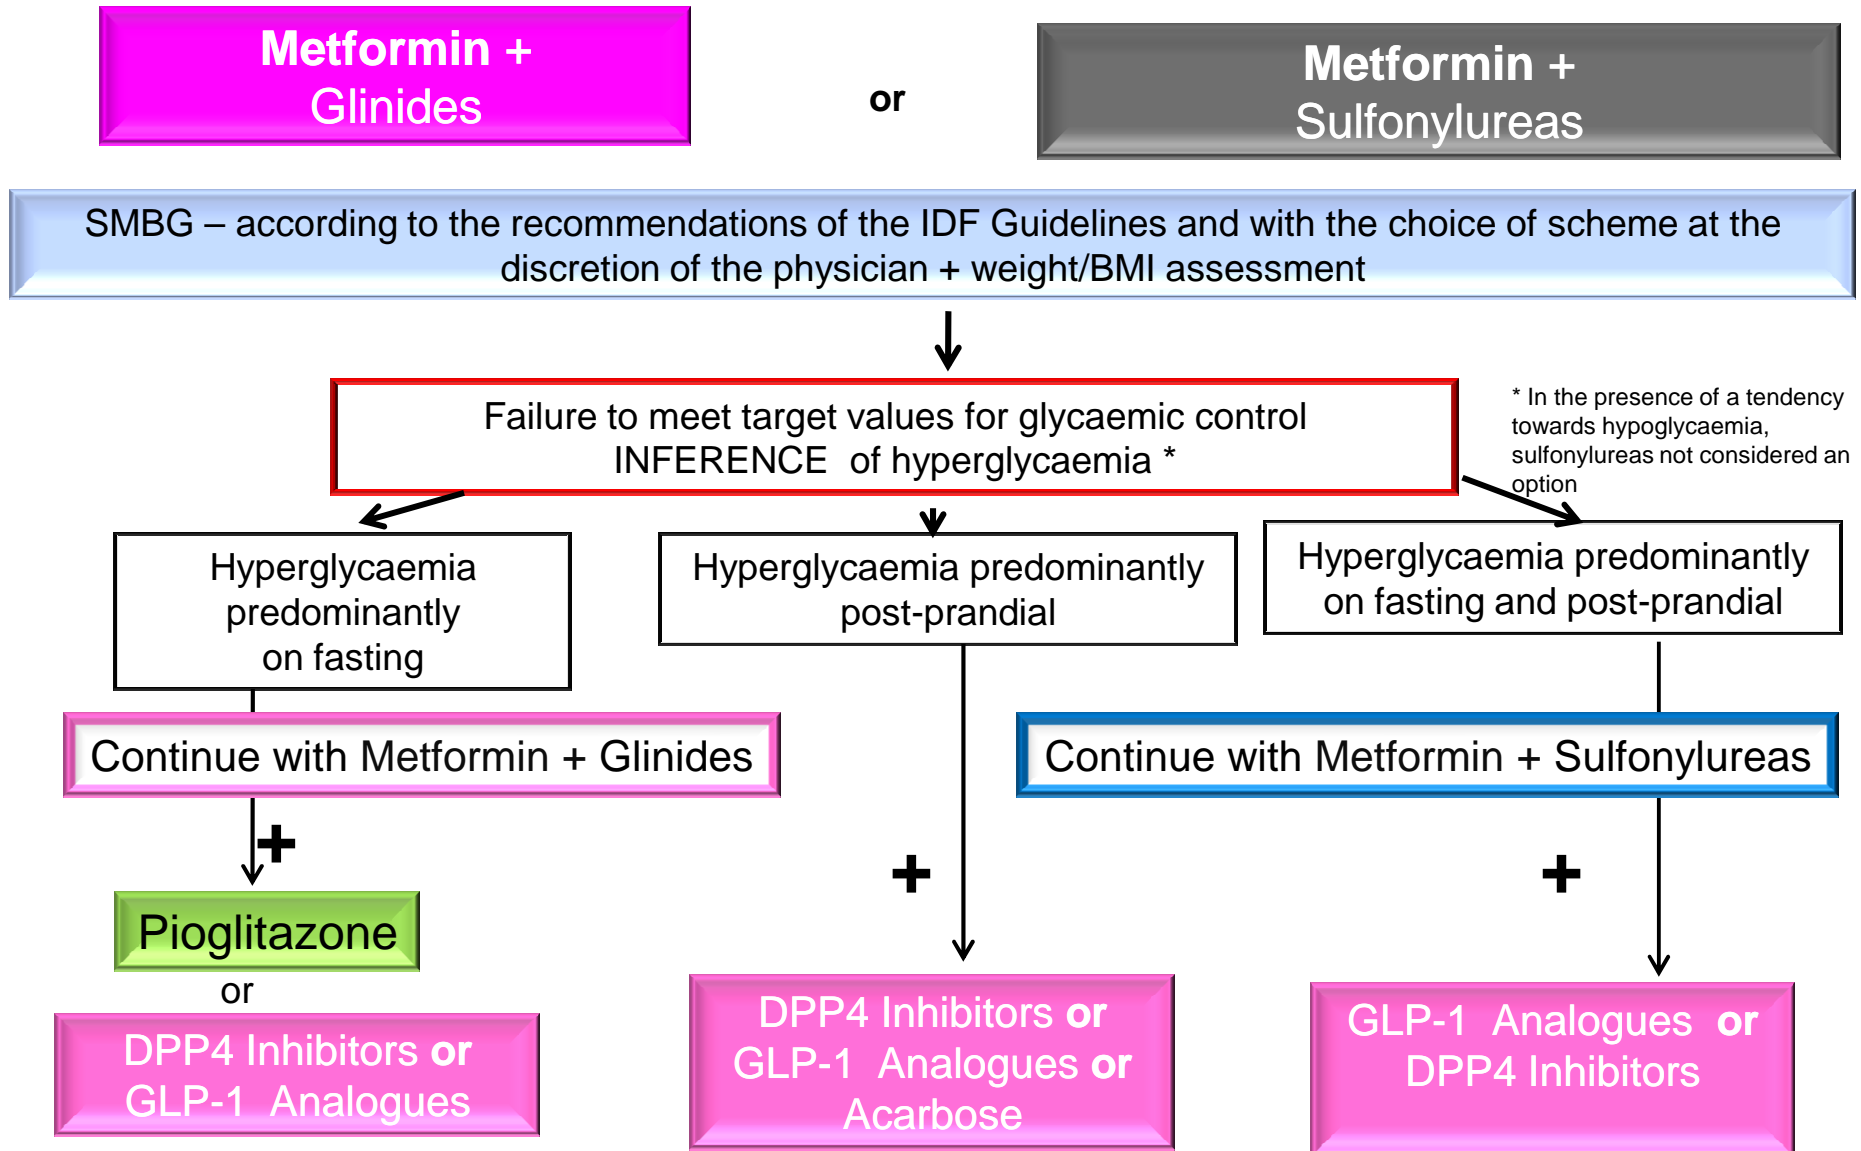 Metformin +
Glinides
or
Metformin +
Sulfonylureas
SMBG – according to the recommendations of the IDF Guidelines and with the choice of scheme at the
discretion of the physician + weight/BMI assessment
Failure to meet target values for glycaemic control
INFERENCE of hyperglycaemia *
* In the presence of a tendency
towards hypoglycaemia,
sulfonylureas not considered an
option
Hyperglycaemia
predominantly
on fasting
Hyperglycaemia predominantly
post-prandial
Hyperglycaemia predominantly
on fasting and post-prandial
Continue with Metformin + Glinides
Continue with Metformin + Sulfonylureas
+
+
+
Pioglitazone
or
DPP4 Inhibitors or
GLP-1 Analogues
DPP4 Inhibitors or
GLP-1 Analogues or
Acarbose
GLP-1 Analogues or
DPP4 Inhibitors